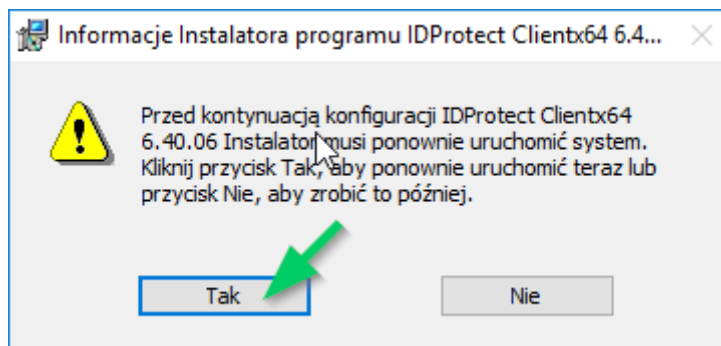 Informacje Instalatora programu IDProtect Clientx64 6.4...
Przed kontynuacją konfiguracji IDProtect Clientx64
6.40.06 Instalator musi ponownie uruchomić system.
Kliknij przycisk Tak, aby ponownie uruchomić teraz lub
przycisk Nie, aby zrobić to później.
Tak
Nie